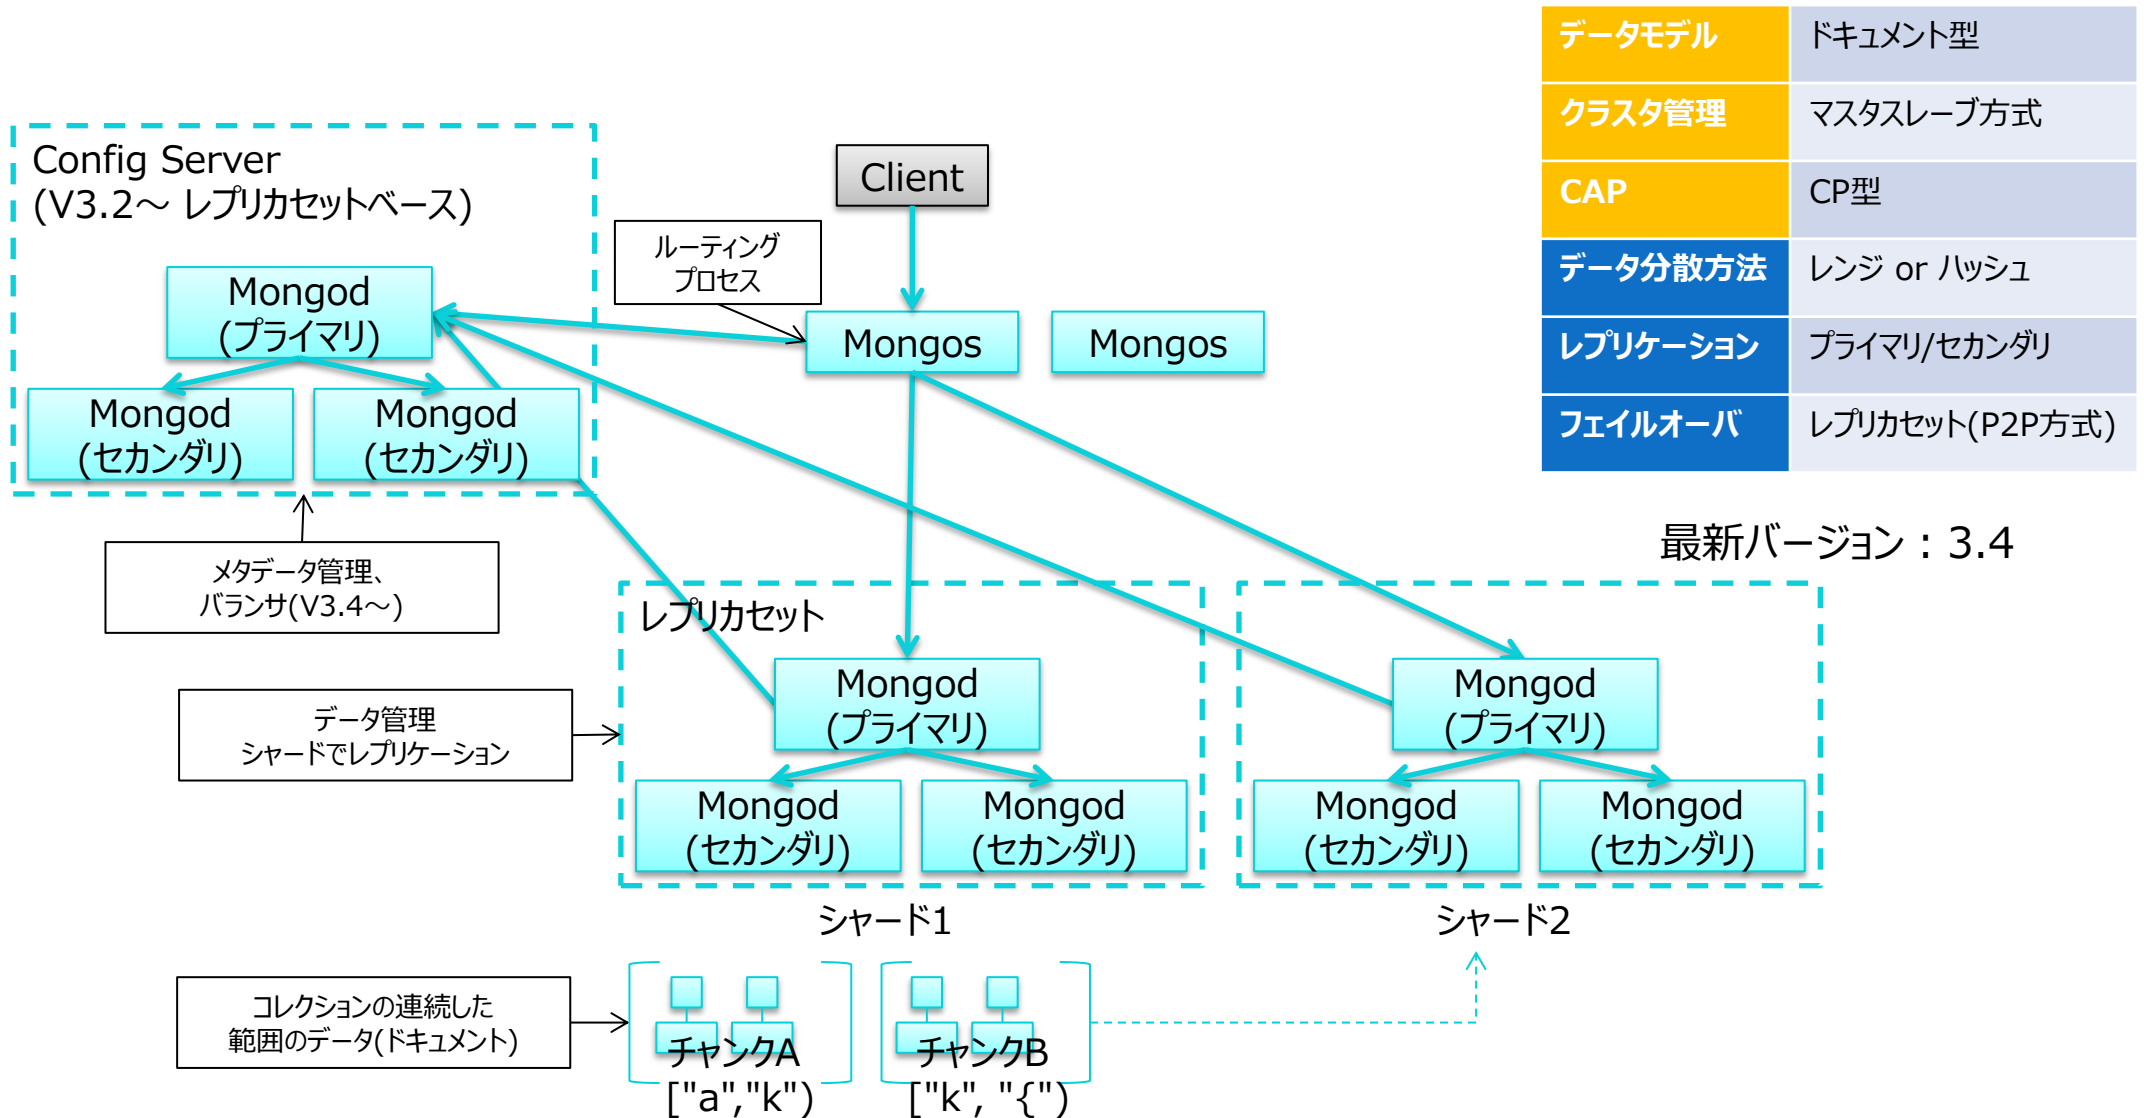 データモデル ドキュメント型
クラスタ管理 マスタスレーブ方式
CAP CP型
データ分散方法 レンジ or ハッシュ
レプリケーション プライマリ/セカンダリ
フェイルオーバ レプリカセット(P2P方式)
最新バージョン：3.4
Config Server
(V3.2～ レプリカセットベース)
Mongod
(プライマリ)
Mongod
(セカンダリ)
Mongod
(セカンダリ)
Client
ルーティング
プロセス
Mongos
Mongos
メタデータ管理、
バランサ(V3.4～)
データ管理
シャードでレプリケーション
レプリカセット
Mongod
(プライマリ)
Mongod
(セカンダリ)
Mongod
(セカンダリ)
シャード1
Mongod
(プライマリ)
Mongod
(セカンダリ)
Mongod
(セカンダリ)
シャード2
コレクションの連続した
範囲のデータ(ドキュメント)
チャンクA
["a","k")
チャンクB
["k", "{")